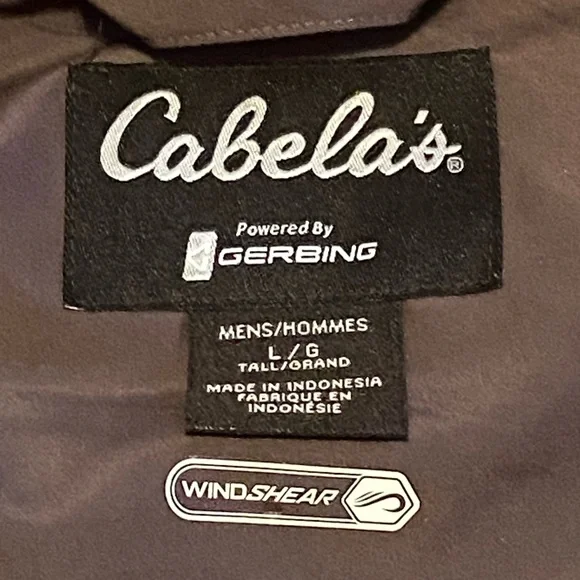 Cabela's®
Powered By
GERBING
MENS/HOMMES
L/G
TALL/GRAND
MADE IN INDONESIA
FABRIQUE EN
INDONÉSIE
WINDSHEAR